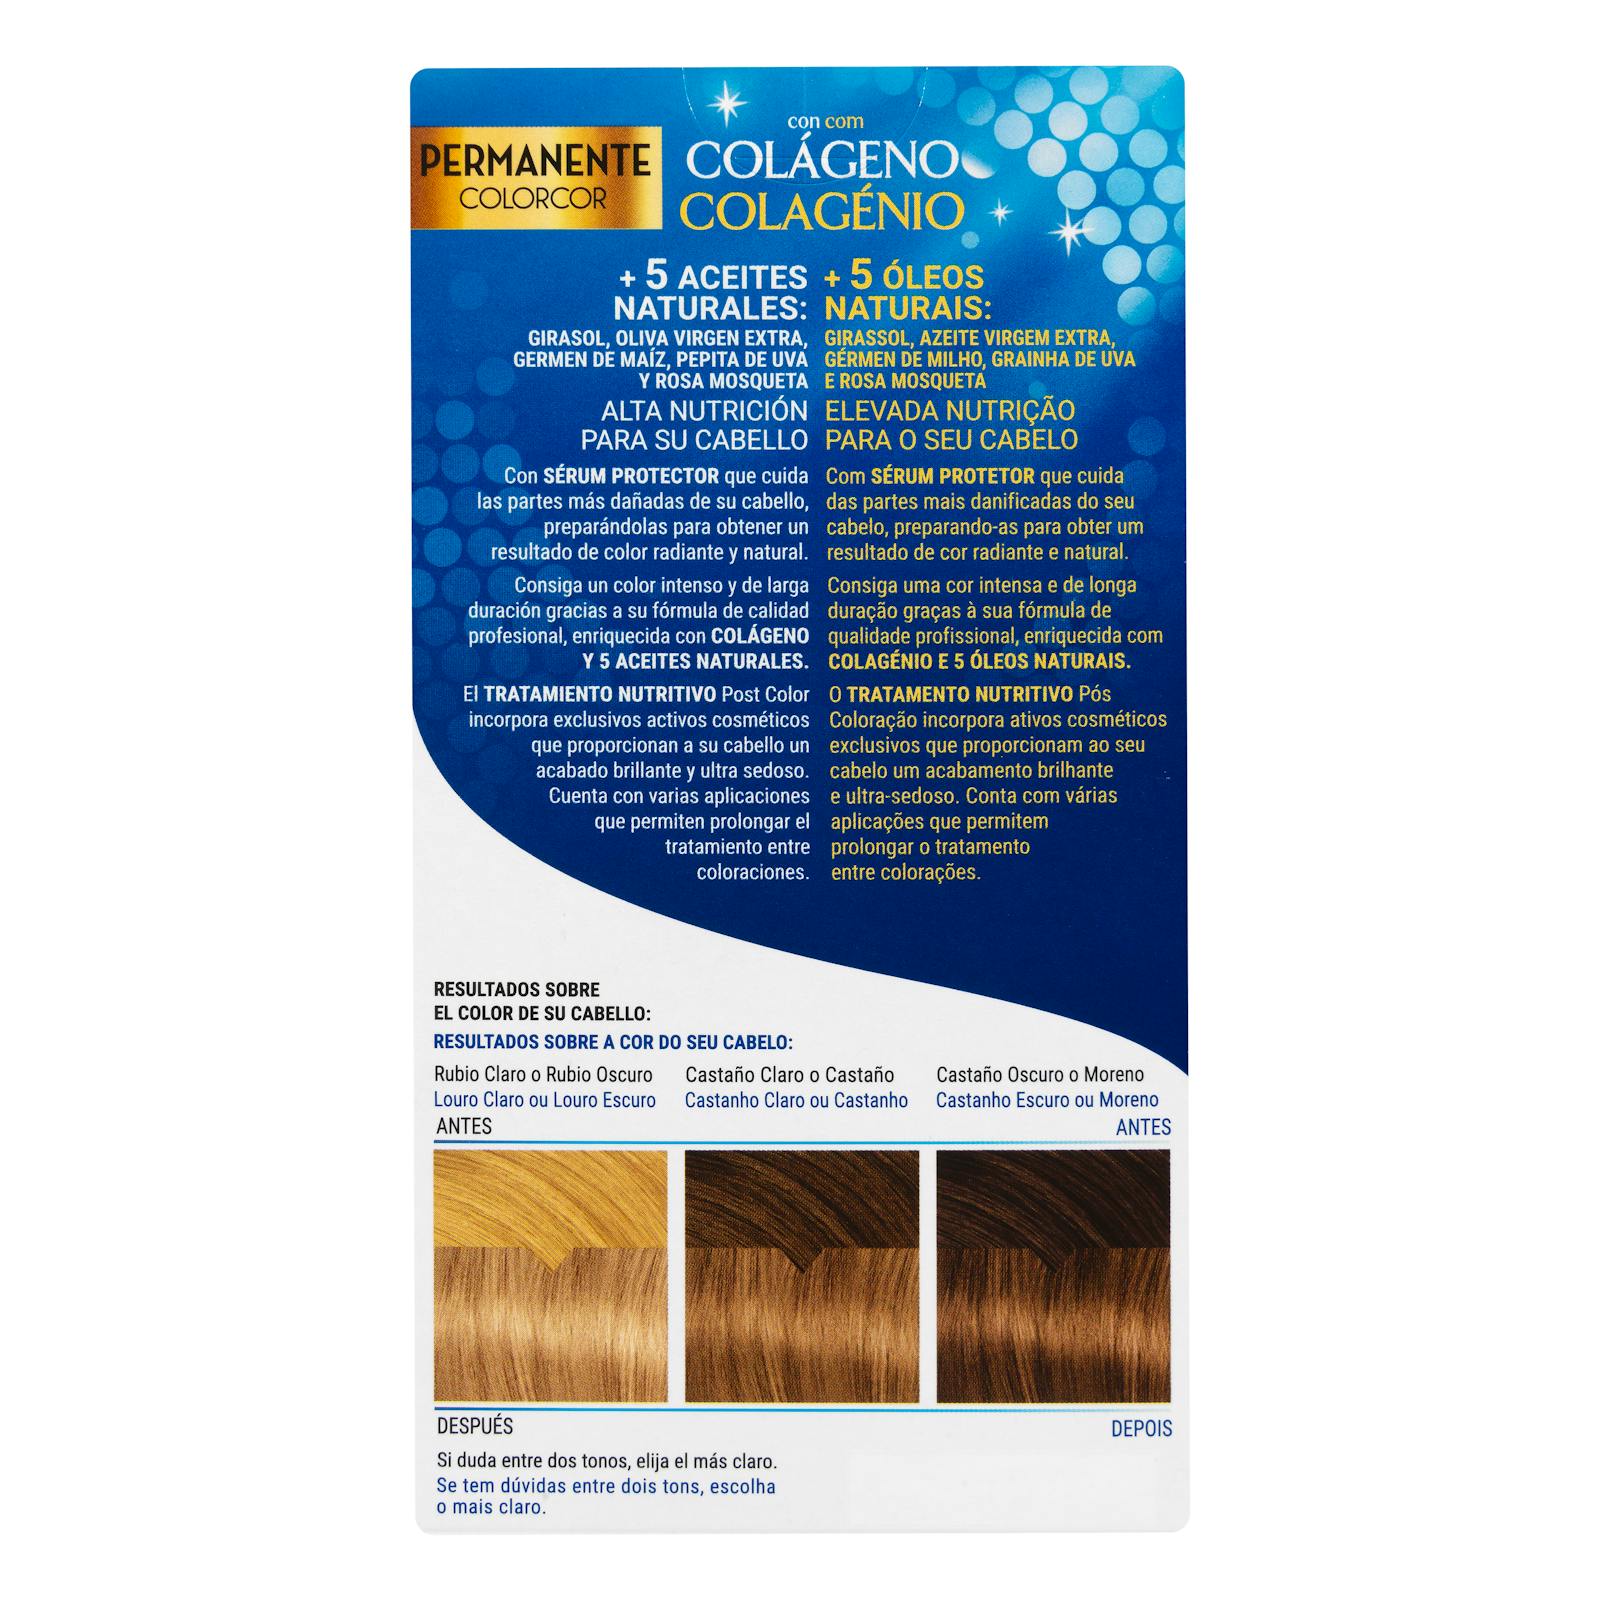 PERMANENTE
COLORCOR
con com
COLÁGENO
COLAGÉNIO
+ 5 ACEITES
NATURALES:
GIRASOL, OLIVA VIRGEN EXTRA,
GERMEN DE MAÍZ, PEPITA DE UVA
Y ROSA MOSQUETA
ALTA NUTRICIÓN
PARA SU CABELLO
Con SÉRUM PROTECTOR que cuida
las partes más dañadas de su cabello,
preparándolas para obtener un
resultado de color radiante y natural.
Consiga un color intenso y de larga
duración gracias a su fórmula de calidad
profesional, enriquecida con COLÁGENO
Y 5 ACEITES NATURALES.
El TRATAMIENTO NUTRITIVO Post Color
incorpora exclusivos activos cosméticos
que proporcionan a su cabello un
acabado brillante y ultra sedoso.
Cuenta con varias aplicaciones
que permiten prolongar el
tratamiento entre
coloraciones.
+ 5 ÓLEOS
NATURAIS:
GIRASSOL, AZEITE VIRGEM EXTRA,
GÉRMEN DE MILHO, GRAINHA DE UVA
E ROSA MOSQUETA
ELEVADA NUTRIÇÃO
PARA O SEU CABELO
Com SÉRUM PROTETOR que cuida
das partes mais danificadas do seu
cabelo, preparando-as para obter um
resultado de cor radiante e natural.
Consiga uma cor intensa e de longa
duração graças à sua fórmula de
qualidade profissional, enriquecida com
COLAGÉNIO E 5 ÓLEOS NATURAIS.
O TRATAMENTO NUTRITIVO Pós
Coloração incorpora ativos cosméticos
exclusivos que proporcionam ao seu
cabelo um acabamento brilhante
e ultra-sedoso. Conta com várias
aplicações que permitem
prolongar o tratamento
entre colorações.
RESULTADOS SOBRE
EL COLOR DE SU CABELLO:
RESULTADOS SOBRE A COR DO SEU CABELO:
Rubio Claro o Rubio Oscuro
Louro Claro ou Louro Escuro
Castaño Claro o Castaño
Castanho Claro ou Castanho
Castaño Oscuro o Moreno
Castanho Escuro ou Moreno
ANTES
ANTES
DESPUÉS
DEPOIS
Si duda entre dos tonos, elija el más claro.
Se tem dúvidas entre dois tons, escolha
o mais claro.